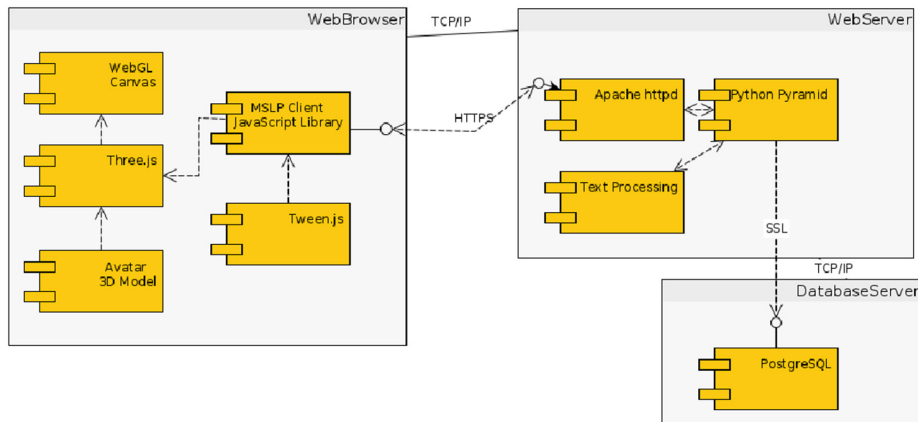 WebBrowser
TCP/IP
WebServer
WebGL
Canvas
MSLP Client
JavaScript Library
HTTPS
Apache httpd
Python Pyramid
Three.js
Text Processing
Tween.js
SSL
Avatar
3D Model
TCP/IP
DatabaseServer
PostgreSQL